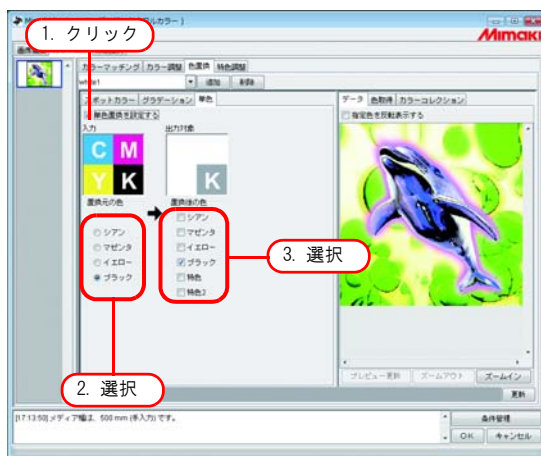 1. クリック
Mimaki
カラーマッチング カラー調整 色置換 特色調整
white1
追加 削除
スポットカラー グラデーション 単色
単色置換を設定する
入力
出力対象
C M
Y K
K
置換元の色
置換後の色
シアン
マゼンタ
イエロー
ブラック
シアン
マゼンタ
イエロー
ブラック
特色
特色2
データ 色取得 カラーコレクション
指定色を反転表示する
3. 選択
2. 選択
プレビュー更新 ズームアウト ズームイン
更新
[17:13:50] メディア幅は、500 mm (手入力) です。
条件管理
OK キャンセル